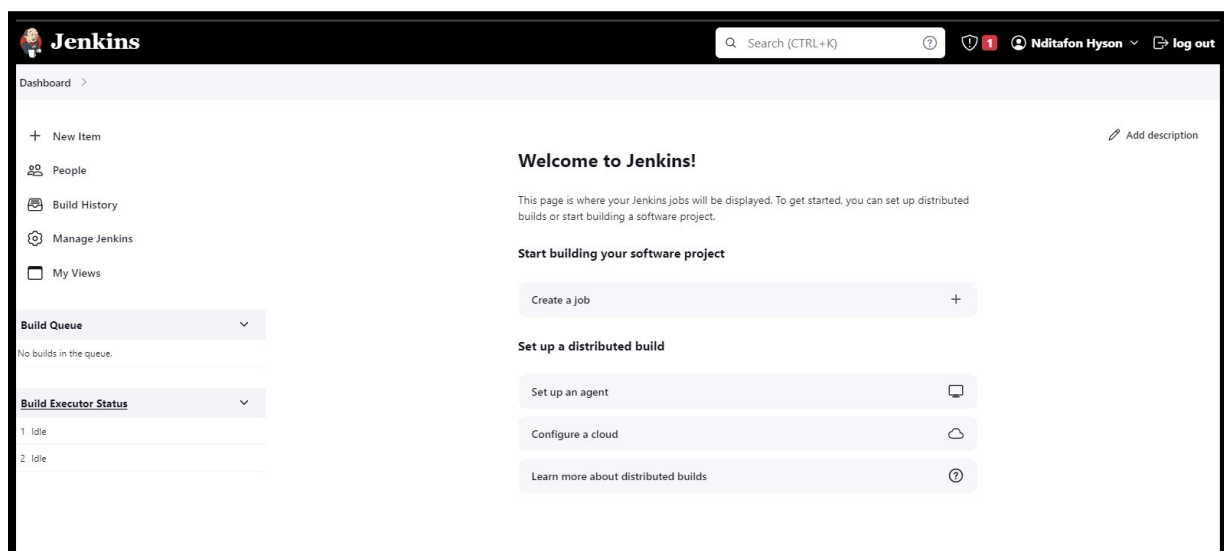 Jenkins
Search (CTRL+K)
1
Nditafon Hyson
log out
Dashboard
New Item
People
Build History
Manage Jenkins
My Views
Build Queue
No builds in the queue.
Build Executor Status
1 Idle
2 Idle
Add description
Welcome to Jenkins!
This page is where your Jenkins jobs will be displayed. To get started, you can set up distributed
builds or start building a software project.
Start building your software project
Create a job
Set up a distributed build
Set up an agent
Configure a cloud
Learn more about distributed builds